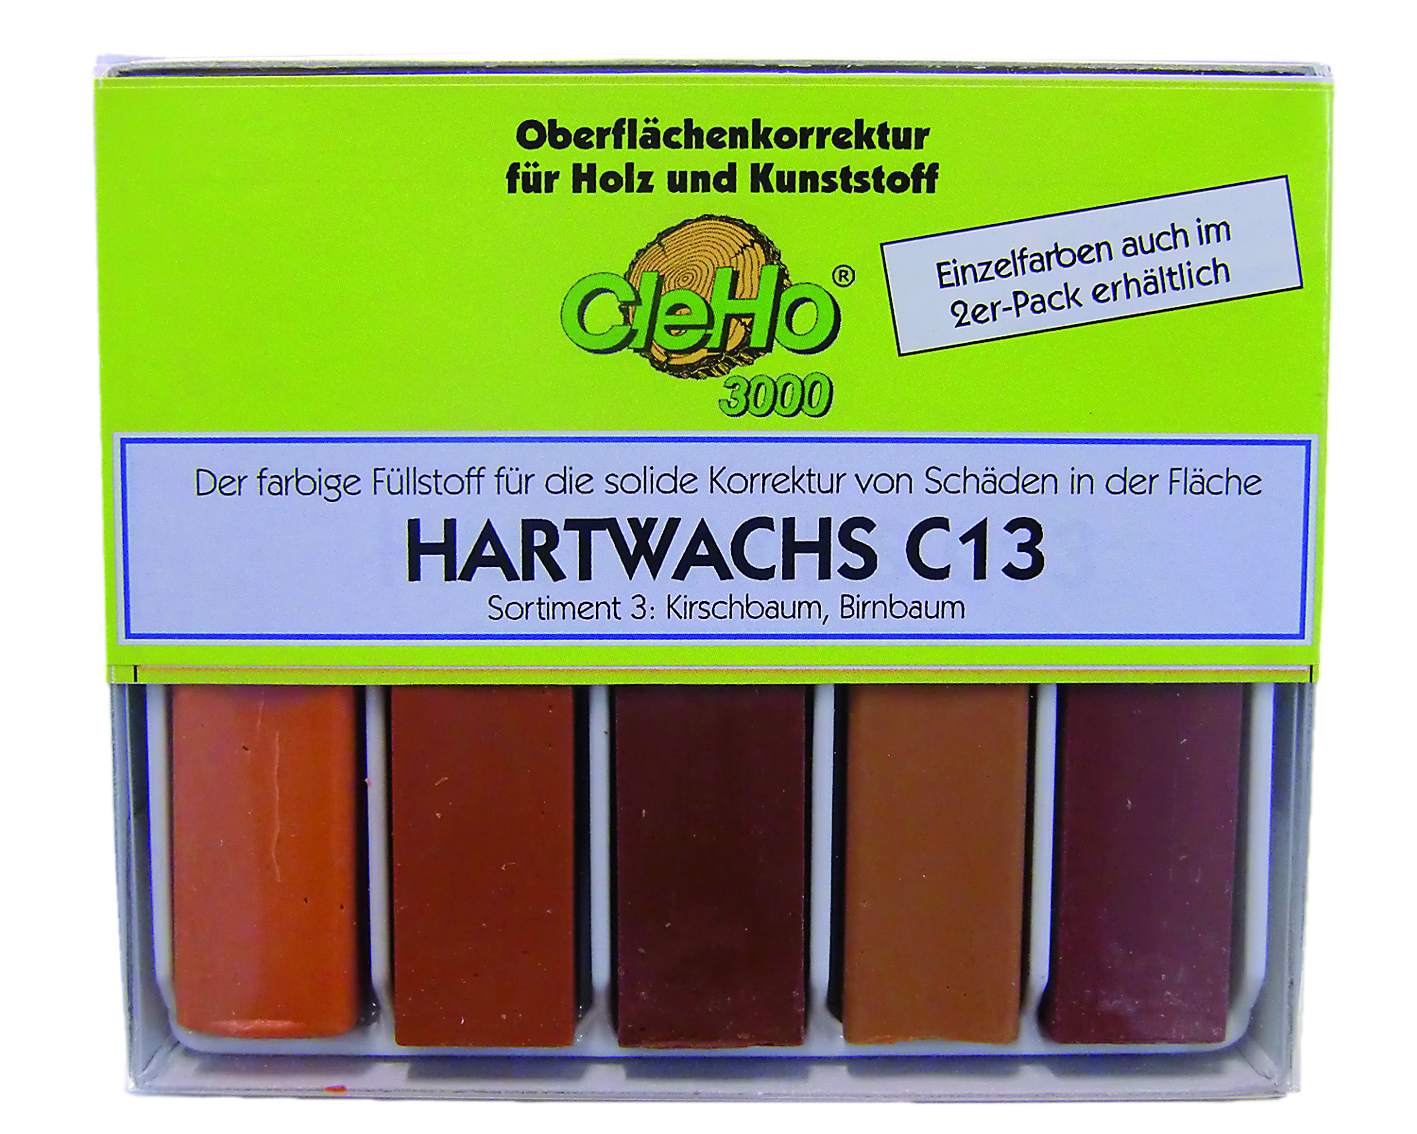 Oberflächenkorrektur
für Holz und Kunststoff
CleHo®
3000
Einzelfarben auch im
2er-Pack erhältlich
Der farbige Füllstoff für die solide Korrektur von Schäden in der Fläche
HARTWACHS C13
Sortiment 3: Kirschbaum, Birnbaum